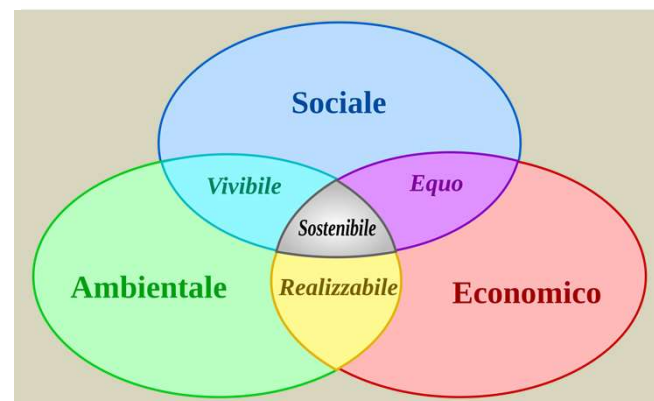 Sociale
Vivibile
Equo
Sostenibile
Ambientale
Realizzabile
Economico